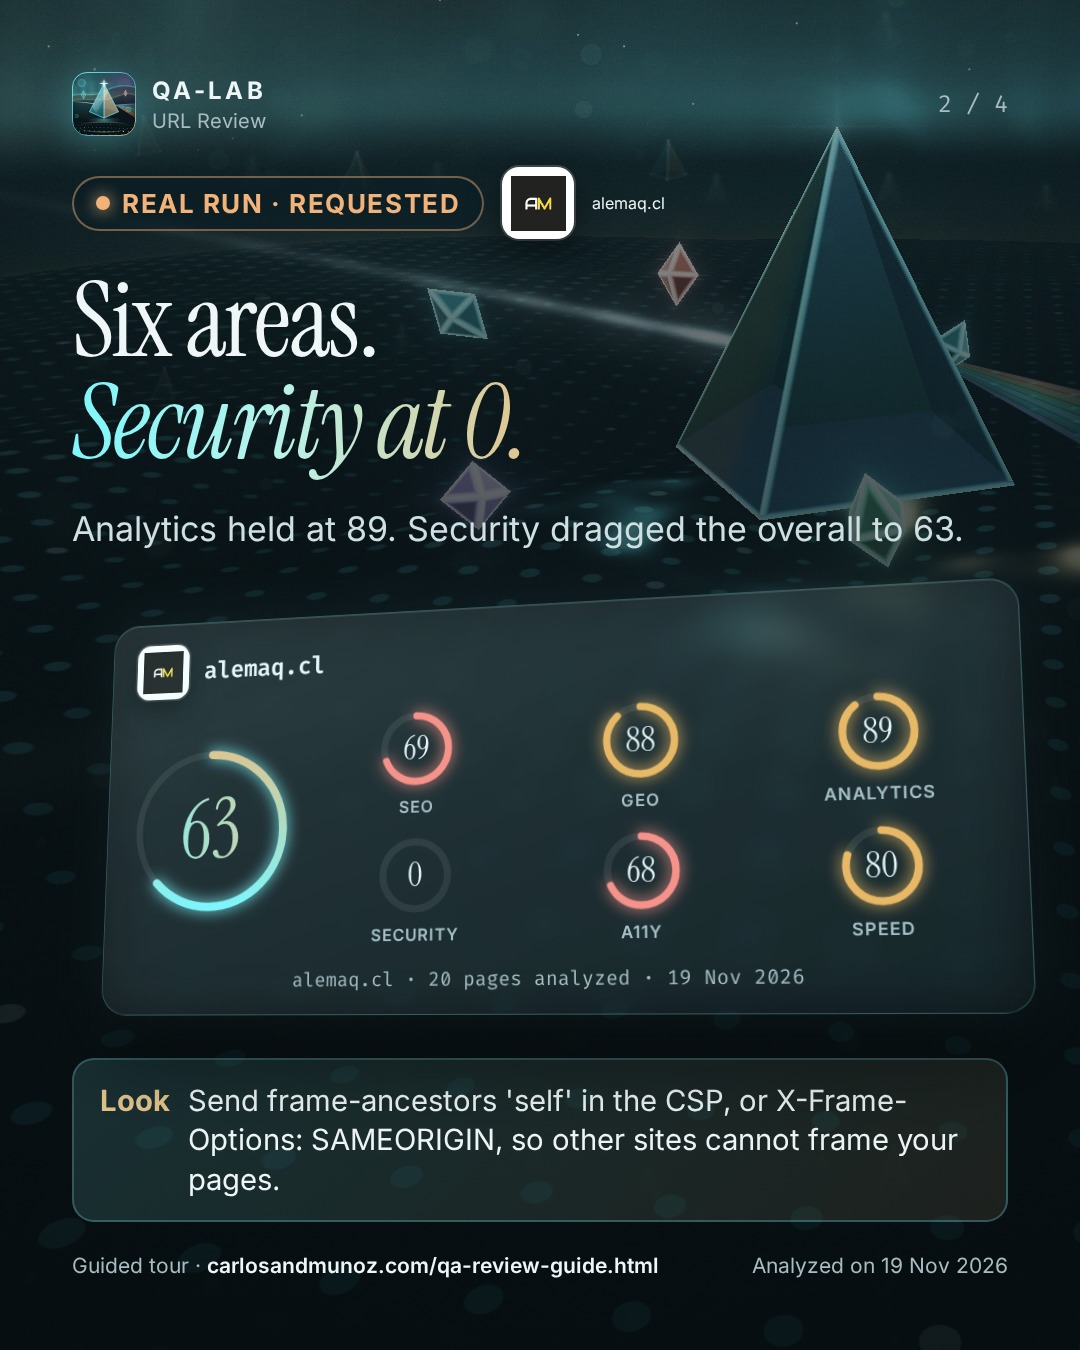 QA-LAB
URL Review
2 / 4
REAL RUN · REQUESTED
AM
alemaq.cl
Six areas.
Security at 0.
Analytics held at 89. Security dragged the overall to 63.
AM
alemaq.cl
63
69
SEO
88
GEO
89
ANALYTICS
0
SECURITY
68
A11Y
80
SPEED
alemaq.cl · 20 pages analyzed · 19 Nov 2026
Look
Send frame-ancestors 'self' in the CSP, or X-Frame-
Options: SAMEORIGIN, so other sites cannot frame your
pages.
Guided tour · carlosandmunoz.com/qa-review-guide.html
Analyzed on 19 Nov 2026